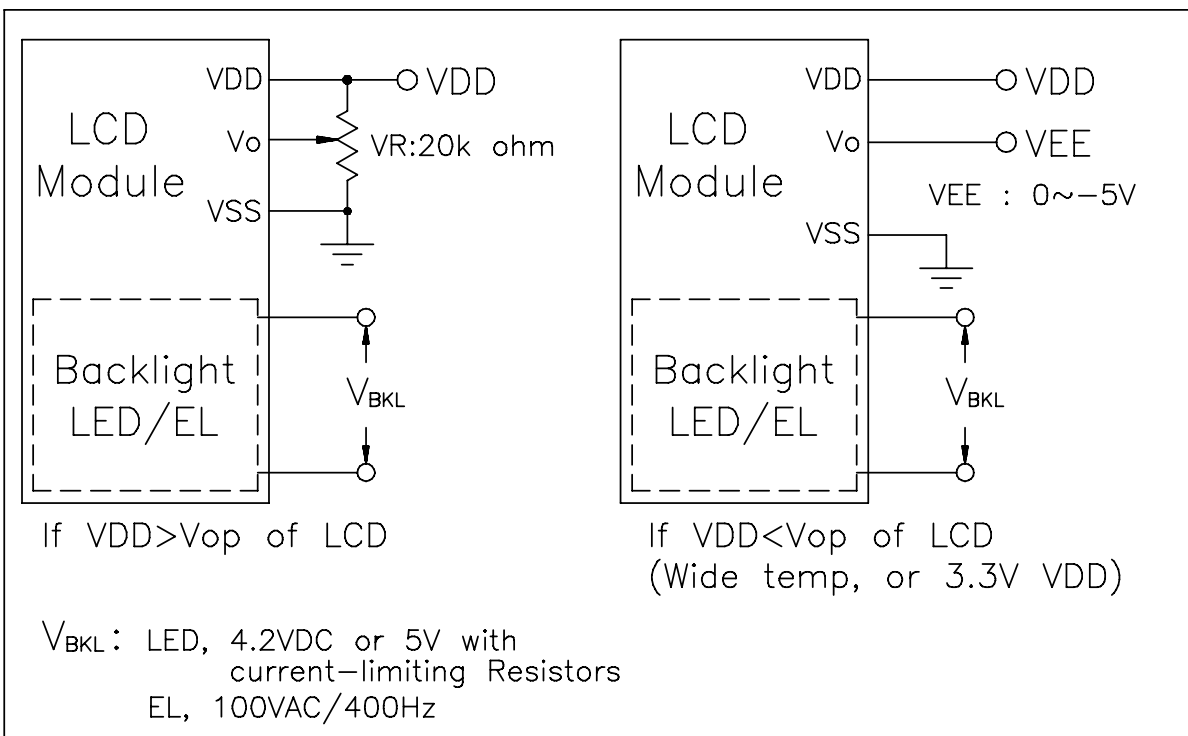 VDD
VDD
LCD
Module
Vo
VR:20k ohm
VSS
Backlight
LED/EL
VBKL
If VDD>Vop of LCD
VDD
VDD
LCD
Module
Vo
VEE
VEE : 0~-5V
VSS
Backlight
LED/EL
VBKL
If VDD<Vop of LCD
(Wide temp, or 3.3V VDD)
VBKL: LED, 4.2VDC or 5V with
current-limiting Resistors
EL, 100VAC/400Hz